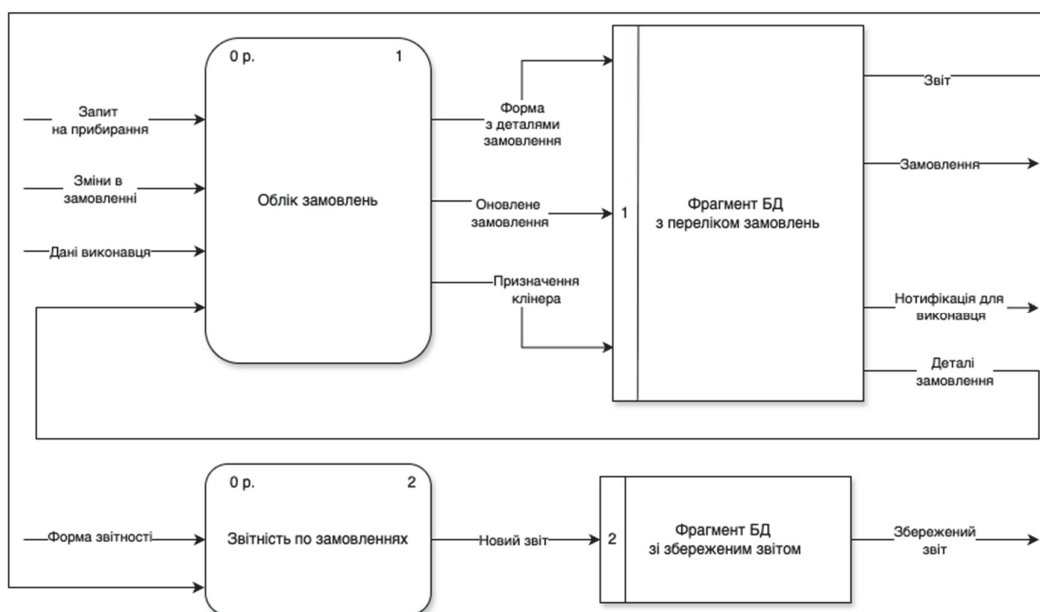 0 р.
1
Запит
на прибирання
Зміни в
замовленні
Дані виконавця
Облік замовлень
Форма
з деталями
замовлення
Оновлене
замовлення
Призначення
клінера
1
Фрагмент БД
з переліком замовлень
Звіт
Замовлення
Нотифікація для
виконавця
Деталі
замовлення
0 р.
2
Форма звітності
Звітність по замовленнях
Новий звіт
2
Фрагмент БД
зі збереженим звітом
Збережений
звіт